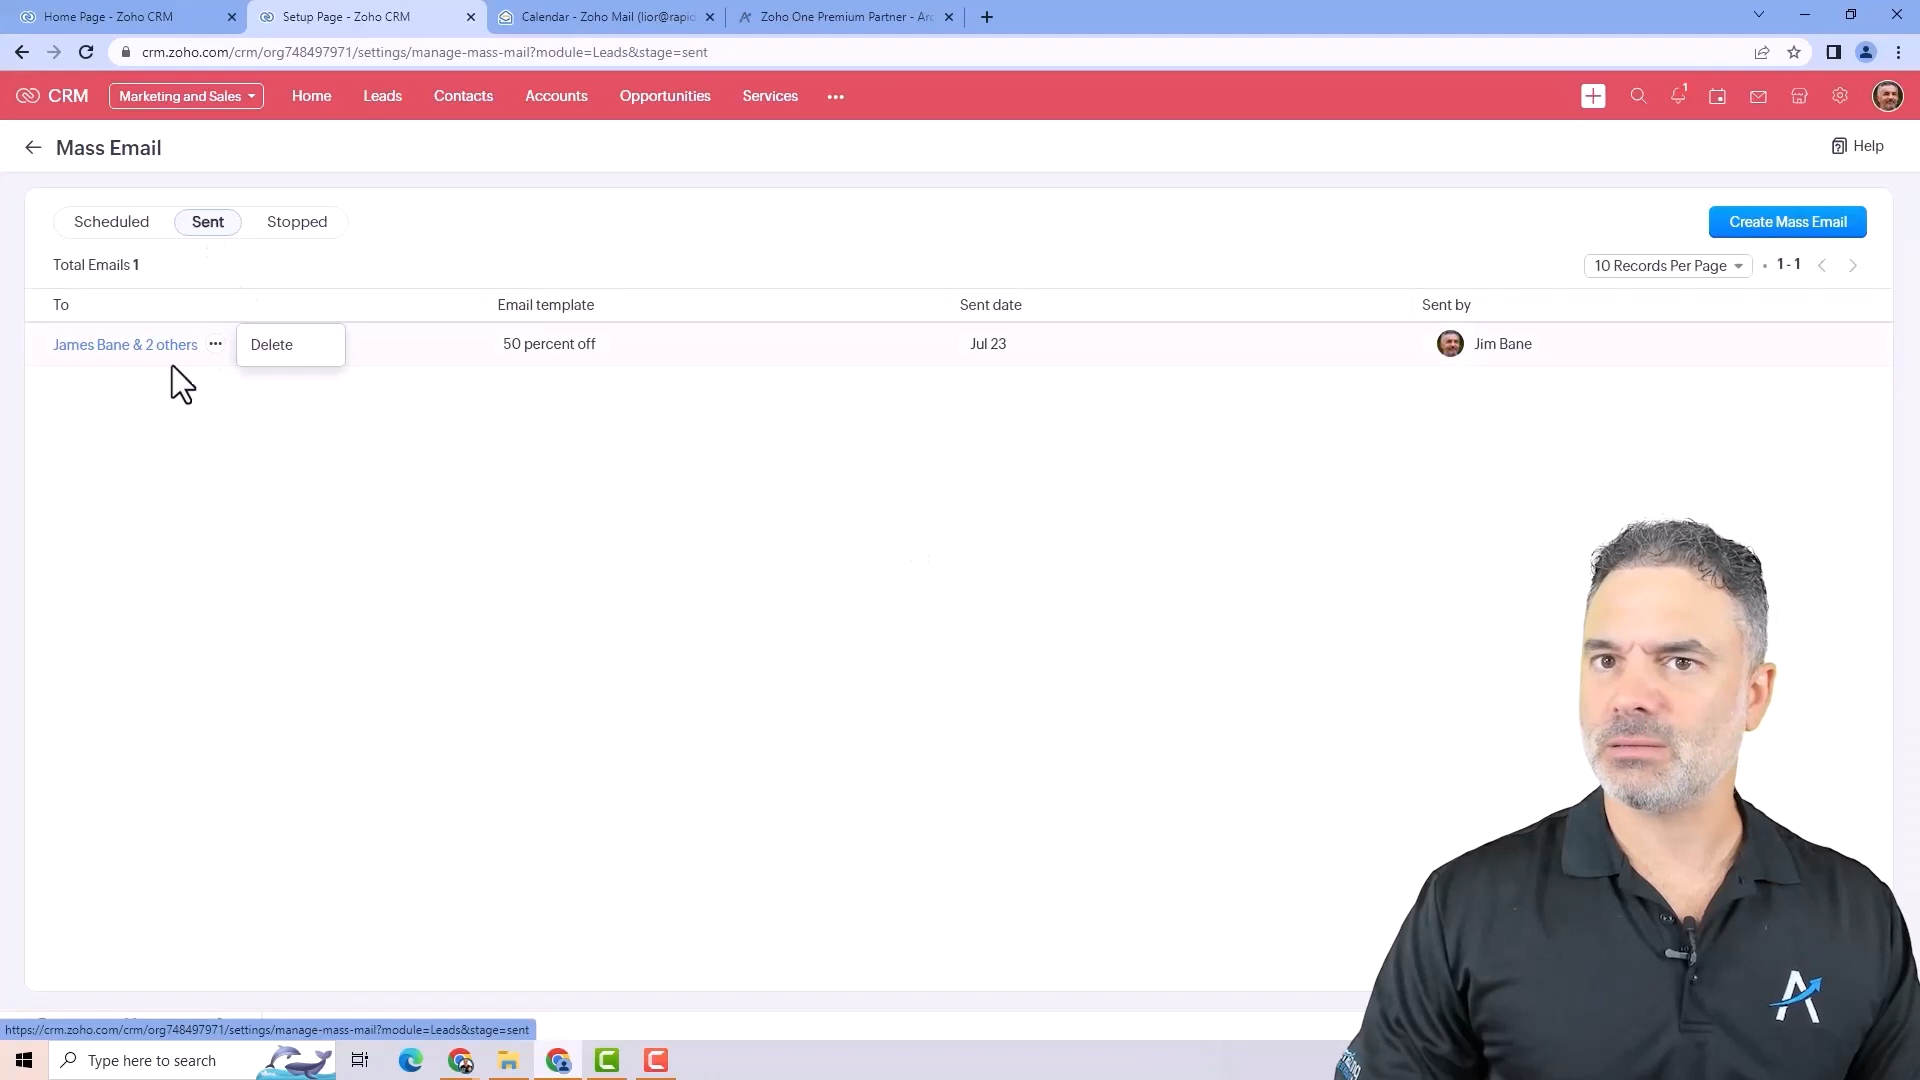 Home Page - Zoho CRM
Setup Page - Zoho CRM
Calendar - Zoho Mail (lior@rapid
Zoho One Premium Partner - Arc
crm.zoho.com/crm/org748497971/settings/manage-mass-mail?module=Leads&stage=sent
CRM
Marketing and Sales
Home
Leads
Contacts
Accounts
Opportunities
Services
1
Mass Email
Help
Scheduled
Sent
Stopped
Create Mass Email
Total Emails 1
10 Records Per Page
1 - 1
To
Email template
Sent date
Sent by
James Bane & 2 others
Delete
50 percent off
Jul 23
Jim Bane
https://crm.zoho.com/crm/org748497971/settings/manage-mass-mail?module=Leads&stage=sent
Type here to search